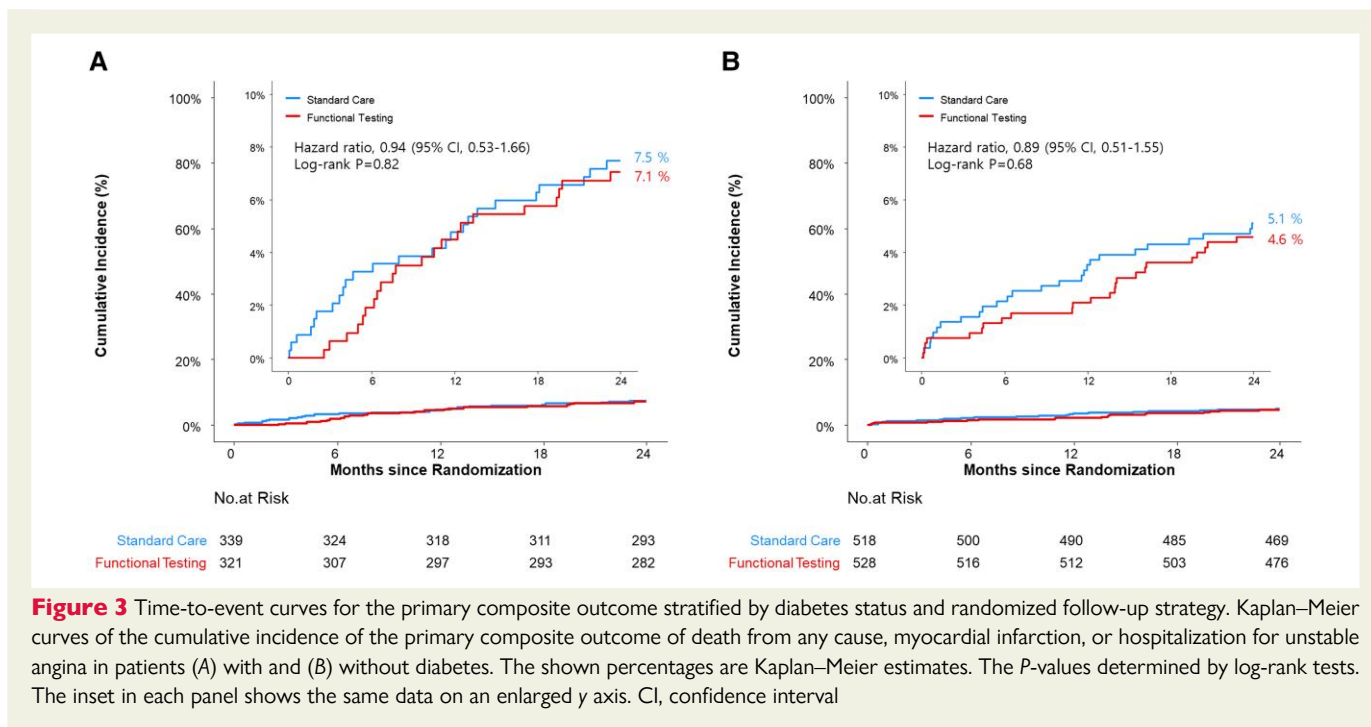 A
Cumulative Incidence (%)
100%
80%
60%
40%
20%
0%
10%
8%
6%
4%
2%
0%
Standard Care
Functional Testing
Hazard ratio, 0.94 (95% CI, 0.53-1.66)
Log-rank P=0.82
7.5 %
7.1 %
0 6 12 18 24
0 6 12 18 24
Months since Randomization
No.at Risk
Standard Care 339 324 318 311 293
Functional Testing 321 307 297 293 282
B
Cumulative Incidence (%)
100%
80%
60%
40%
20%
0%
10%
8%
6%
4%
2%
0%
Standard Care
Functional Testing
Hazard ratio, 0.89 (95% CI, 0.51-1.55)
Log-rank P=0.68
5.1 %
4.6 %
0 6 12 18 24
0 6 12 18 24
Months since Randomization
No.at Risk
Standard Care 518 500 490 485 469
Functional Testing 528 516 512 503 476
Figure 3 Time-to-event curves for the primary composite outcome stratified by diabetes status and randomized follow-up strategy. Kaplan–Meier
curves of the cumulative incidence of the primary composite outcome of death from any cause, myocardial infarction, or hospitalization for unstable
angina in patients (A) with and (B) without diabetes. The shown percentages are Kaplan–Meier estimates. The P-values determined by log-rank tests.
The inset in each panel shows the same data on an enlarged y axis. CI, confidence interval